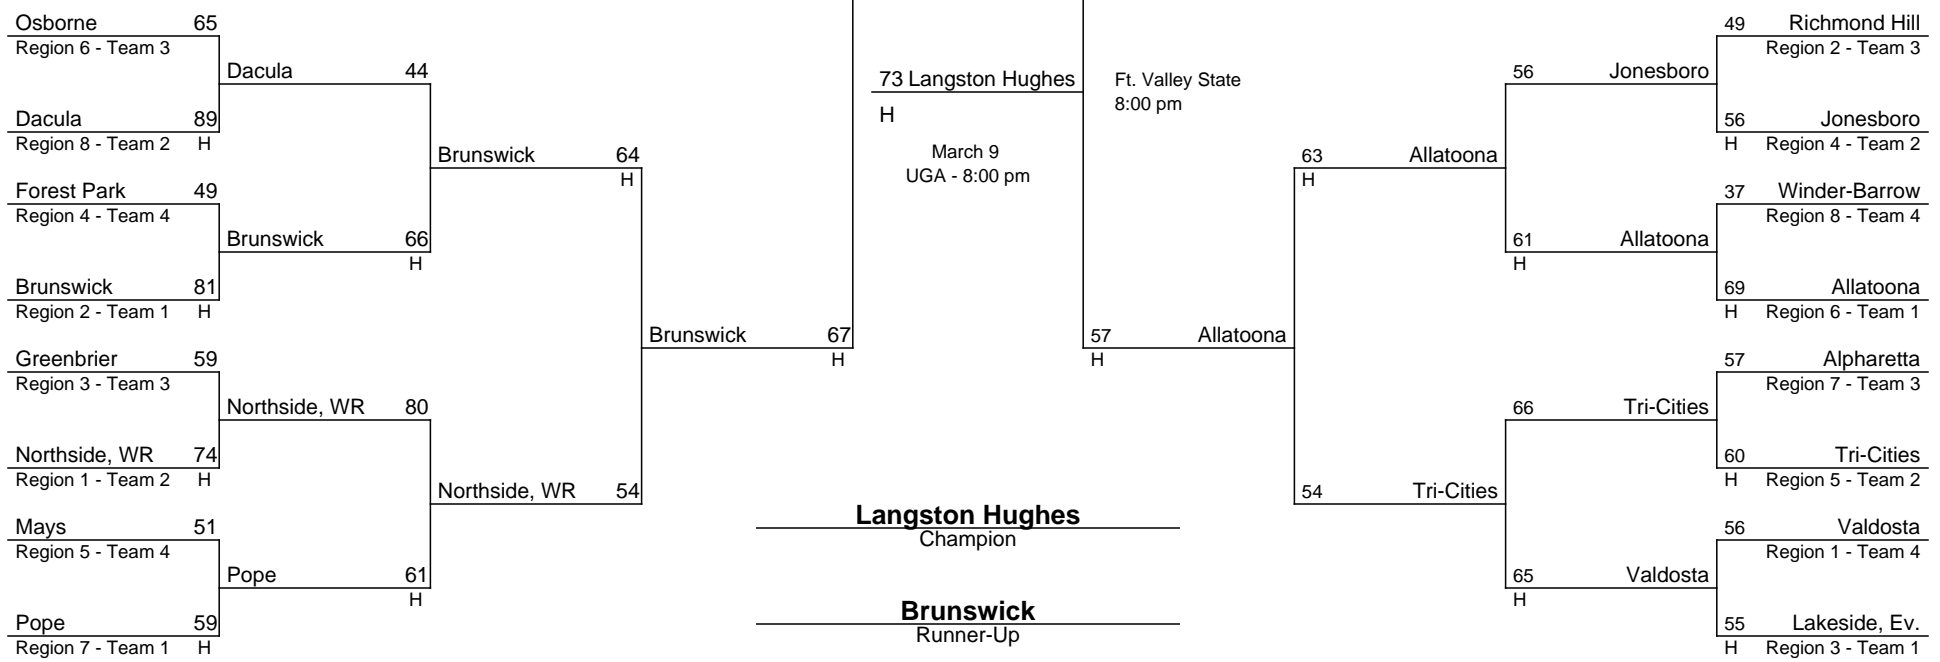 Osborne 65
Region 6 - Team 3
Dacula 44
Dacula 89
Region 8 - Team 2 H
Brunswick 64
H
Forest Park 49
Region 4 - Team 4
Brunswick 66
H
Brunswick 81
Region 2 - Team 1 H
Brunswick 67
H
Greenbrier 59
Region 3 - Team 3
Northside, WR 80
Northside, WR 74
Region 1 - Team 2 H
Northside, WR 54
Mays 51
Region 5 - Team 4
Pope 61
H
Pope 59
Region 7 - Team 1 H
73 Langston Hughes
H
March 9
UGA - 8:00 pm
Ft. Valley State
8:00 pm
Langston Hughes
Champion
Brunswick
Runner-Up
57 Allatoona
H
63 Allatoona
H
54 Tri-Cities
56 Jonesboro
61 Allatoona
H
66 Tri-Cities
65 Valdosta
H
49 Richmond Hill
Region 2 - Team 3
56 Jonesboro
H Region 4 - Team 2
37 Winder-Barrow
Region 8 - Team 4
69 Allatoona
H Region 6 - Team 1
57 Alpharetta
Region 7 - Team 3
60 Tri-Cities
H Region 5 - Team 2
56 Valdosta
Region 1 - Team 4
55 Lakeside, Ev.
H Region 3 - Team 1